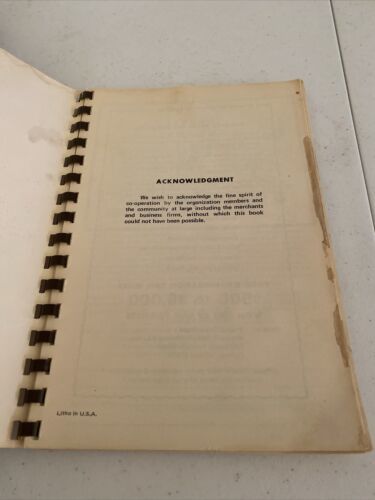 ACKNOWLEDGMENT
We wish to acknowledge the fine spirit of
co-operation by the organization members and
the community at large including the merchants
and business firms, without which this book
could not have been possible.
Litho in U.S.A.